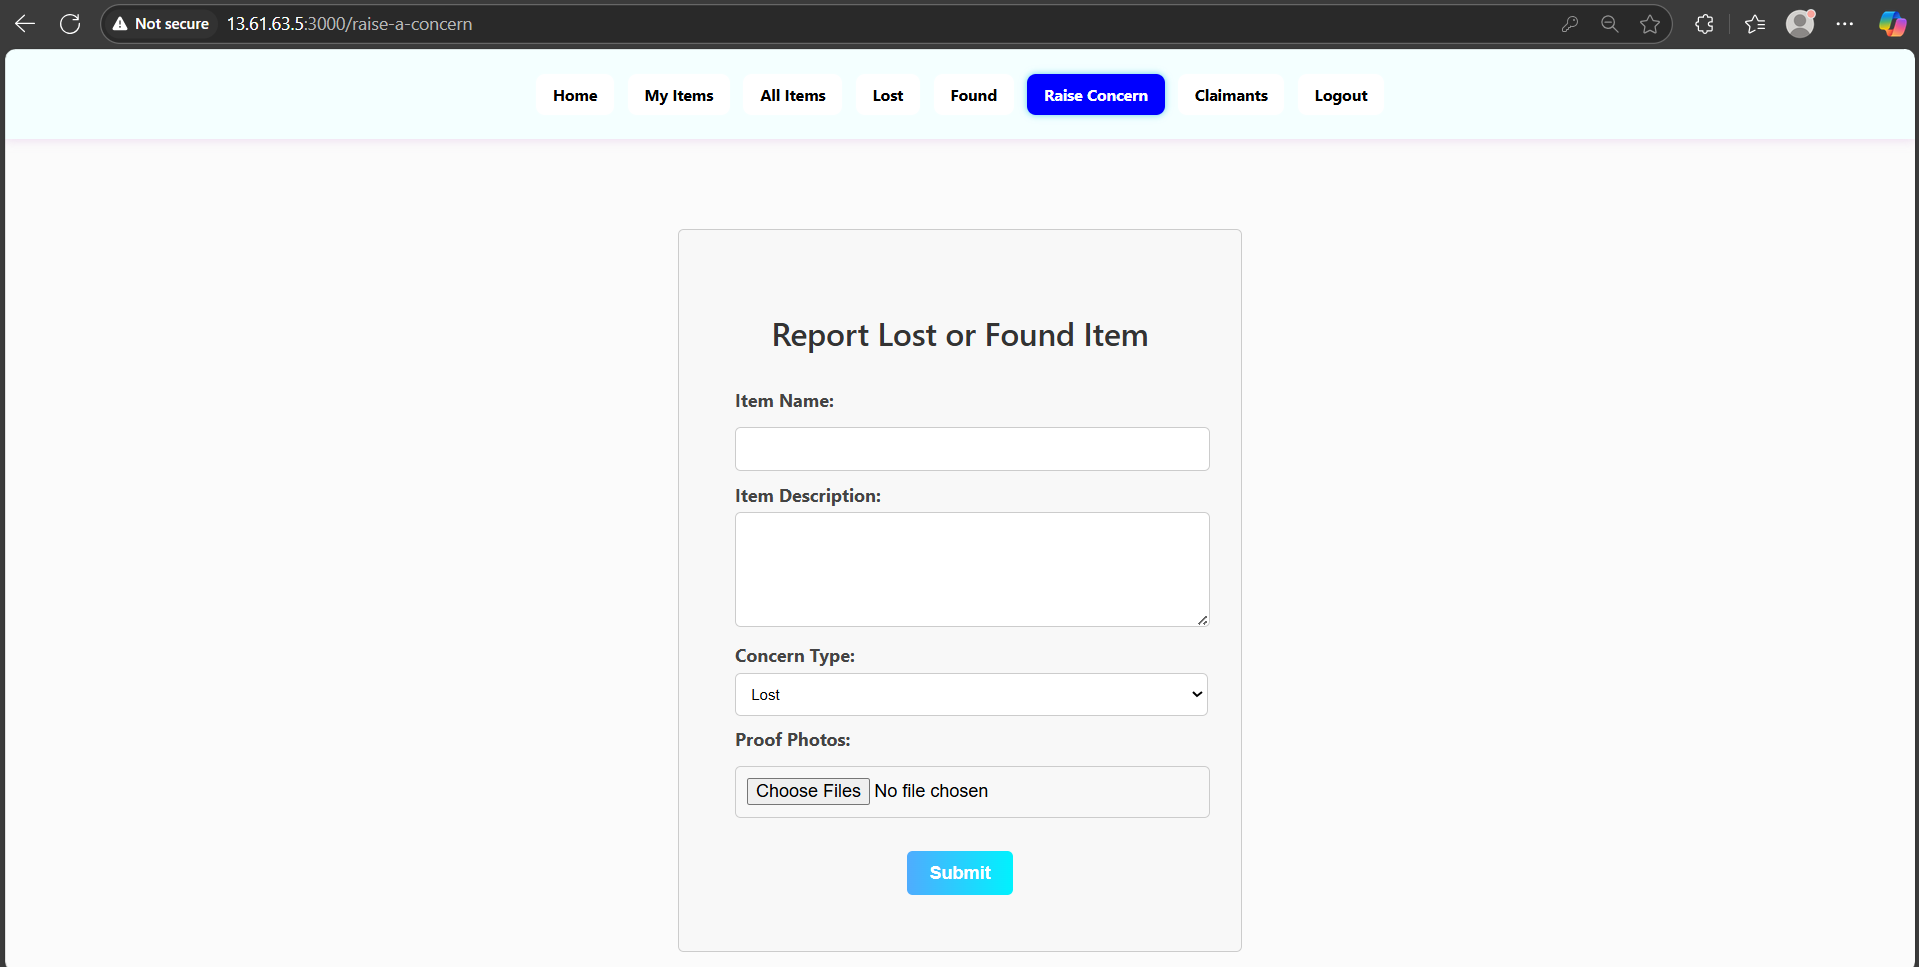 Not secure 13.61.63.5:3000/raise-a-concern
Home My Items All Items Lost Found Raise Concern Claimants Logout
Report Lost or Found Item
Item Name:
Item Description:
Concern Type:
Lost
Proof Photos:
Choose Files No file chosen
Submit